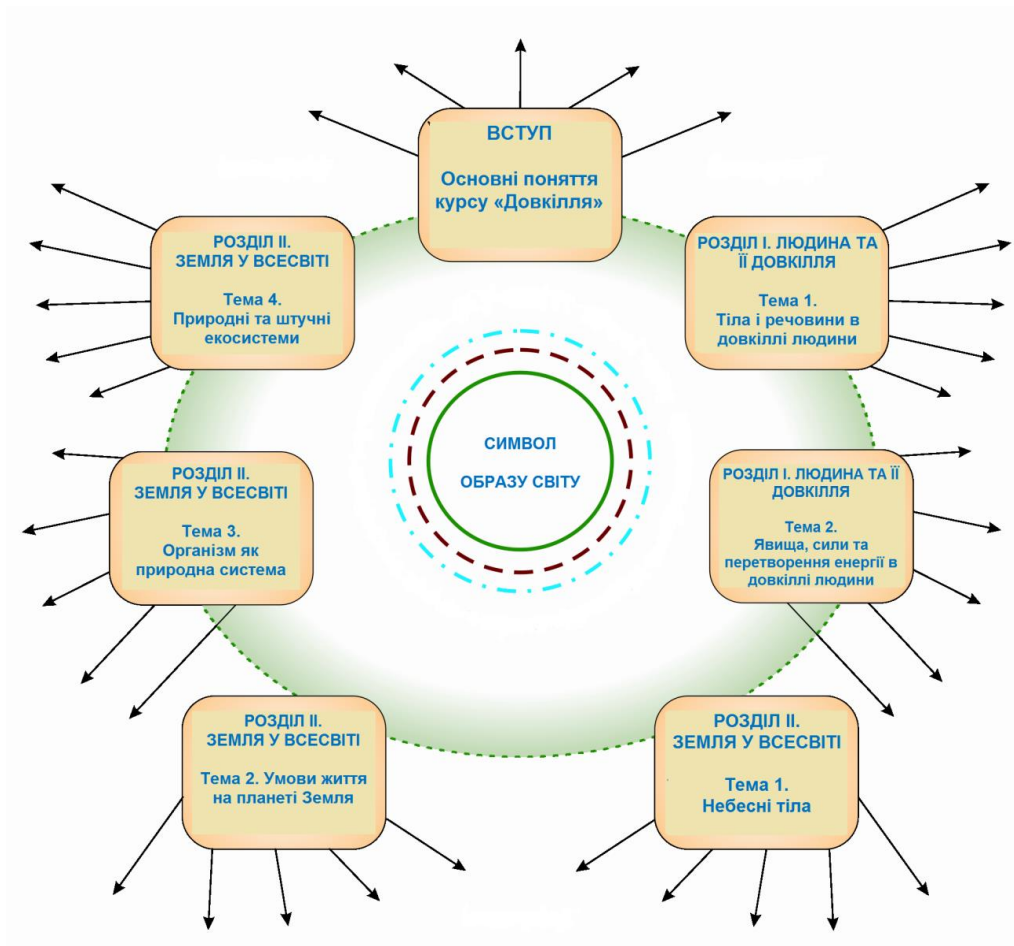 ВСТУП
Основні поняття
курсу «Довкілля»
РОЗДІЛ І. ЛЮДИНА ТА
ЇЇ ДОВКІЛЛЯ
Тема 1.
Тіла і речовини в
довкіллі людини
РОЗДІЛ І. ЛЮДИНА ТА ЇЇ
ДОВКІЛЛЯ
Тема 2.
Явища, сили та
перетворення енергії в
довкіллі людини
РОЗДІЛ ІІ.
ЗЕМЛЯ У ВСЕСВІТІ
Тема 1.
Небесні тіла
РОЗДІЛ ІІ.
ЗЕМЛЯ У ВСЕСВІТІ
Тема 2. Умови життя
на планеті Земля
РОЗДІЛ ІІ.
ЗЕМЛЯ У ВСЕСВІТІ
Тема 3.
Організм як
природна система
РОЗДІЛ ІІ.
ЗЕМЛЯ У ВСЕСВІТІ
Тема 4.
Природні та штучні
екосистеми
СИМВОЛ
ОБРАЗУ СВІТУ